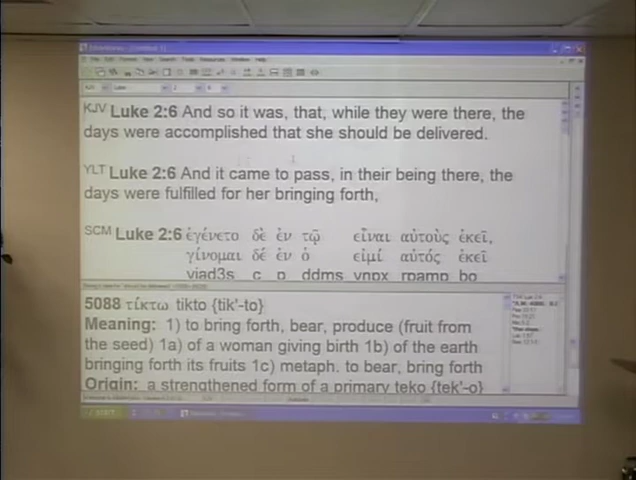 KJV Luke 2:6 And so it was, that, while they were there, the
days were accomplished that she should be delivered.
YLT Luke 2:6 And it came to pass, in their being there, the
days were fulfilled for her bringing forth,
SCM Luke 2:6 ἐγένετο δὲ ἐν τῷ εἶναι αὐτοὺς ἐκεῖ,
γίνομαι δέ ἐν ὁ εἰμί αὐτός ἐκεῖ
viad3s c p ddms vnpx rpamp bo
5088 τίκτω tikto {tik'-to}
Meaning: 1) to bring forth, bear, produce (fruit from
the seed) 1a) of a woman giving birth 1b) of the earth
bringing forth its fruits 1c) metaph. to bear, bring forth
Origin: a strengthened form of a primary teko {tek'-o}